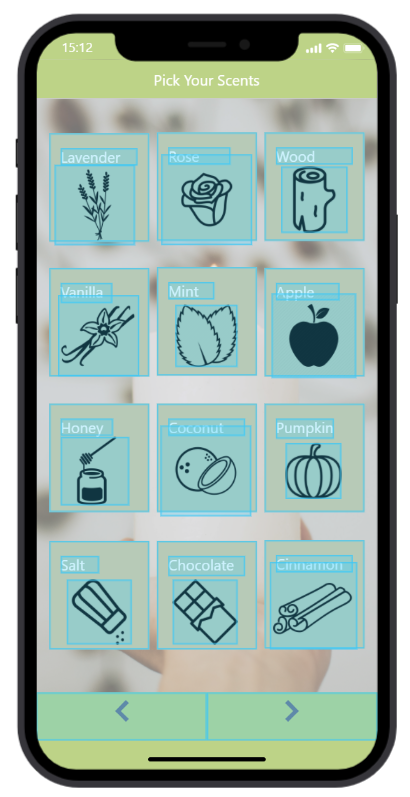 15:12
Pick Your Scents
Lavender Rose Wood
Vanilla Mint Apple
Honey Coconut Pumpkin
Salt Chocolate Cinnamon